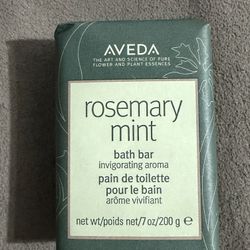 AVEDA
THE ART AND SCIENCE OF PURE
FLOWER AND PLANT ESSENCES
rosemary
mint
bath bar
invigorating aroma
pain de toilette
pour le bain
arôme vivifiant
net wt/poids net/7 oz/200 g ℮